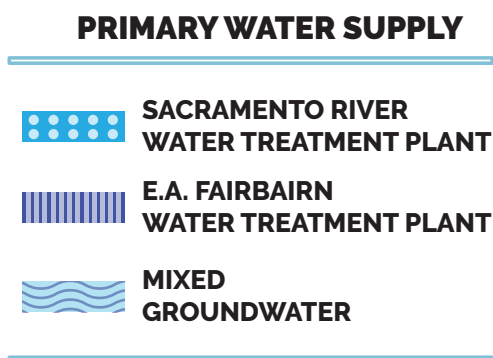 PRIMARY WATER SUPPLY
SACRAMENTO RIVER
WATER TREATMENT PLANT
E.A. FAIRBAIRN
WATER TREATMENT PLANT
MIXED
GROUNDWATER